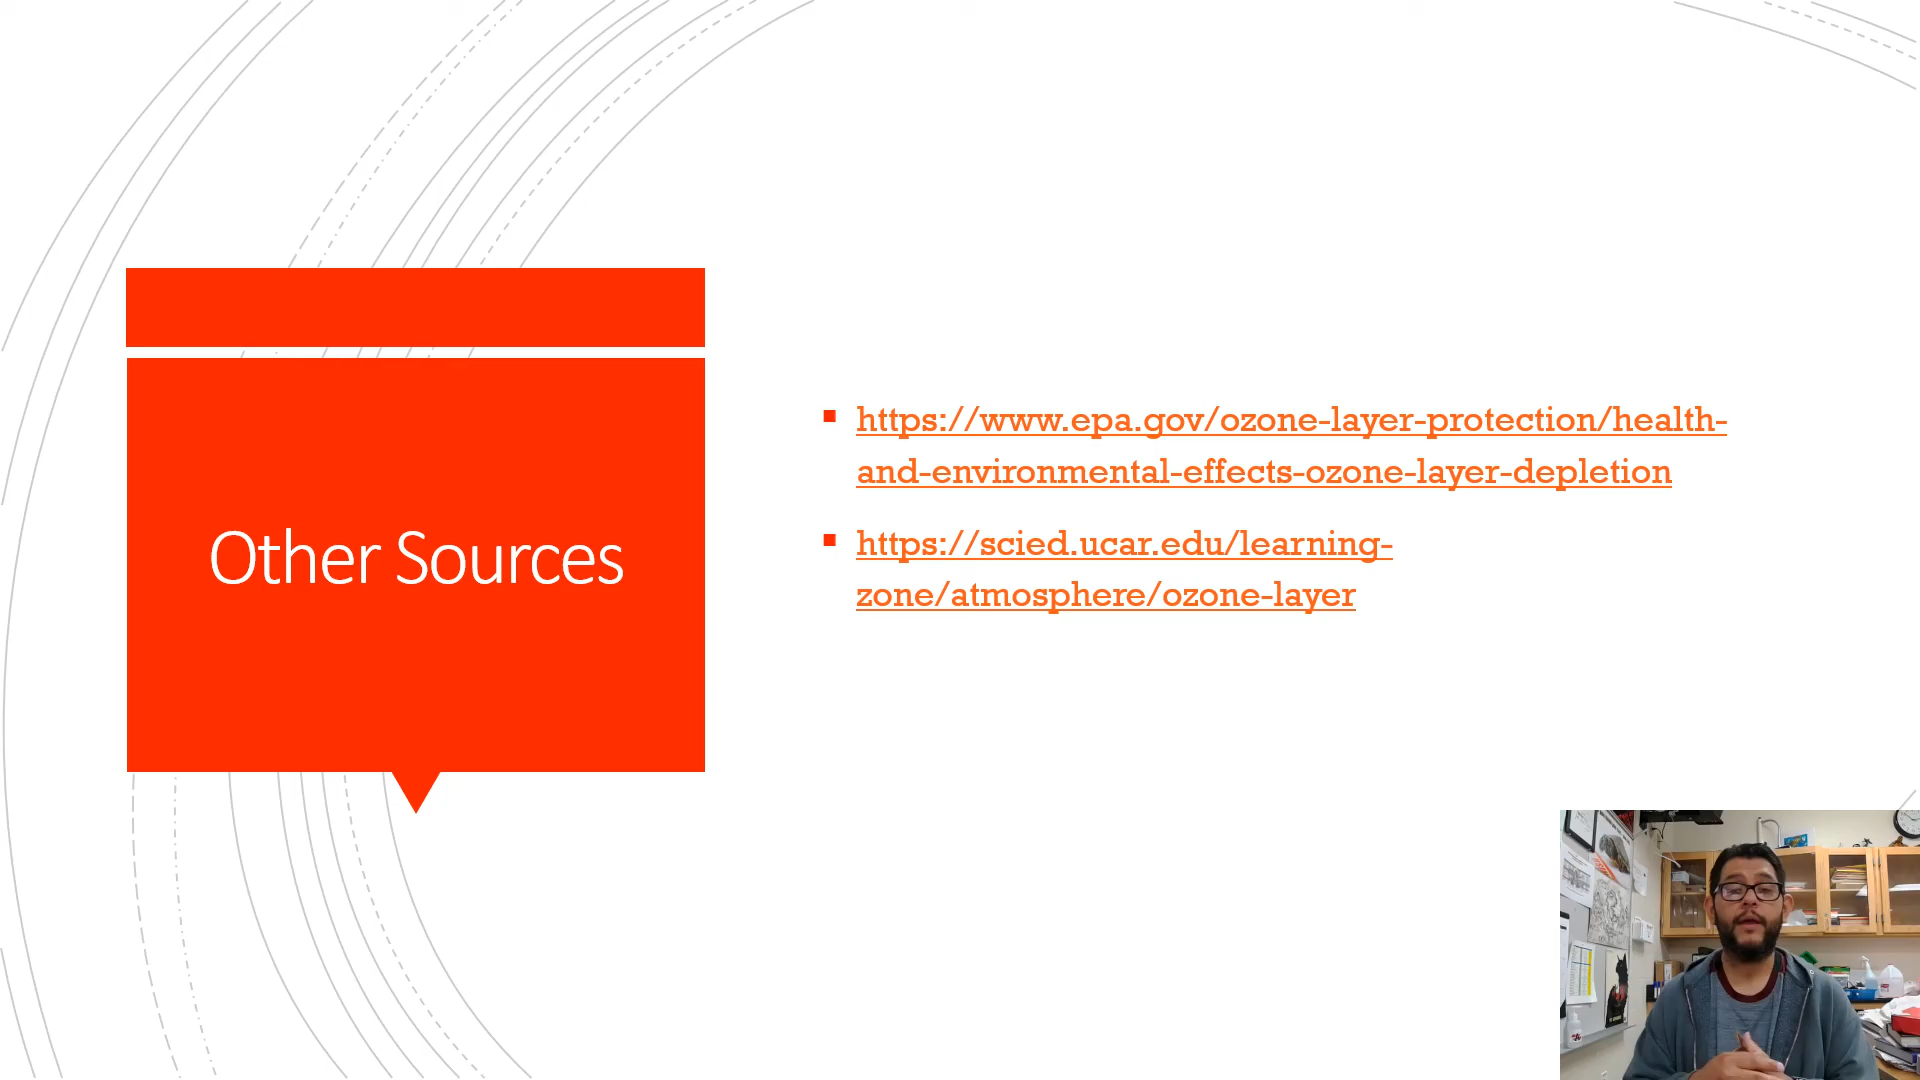 Other Sources
https://www.epa.gov/ozone-layer-protection/health-
and-environmental-effects-ozone-layer-depletion
https://scied.ucar.edu/learning-
zone/atmosphere/ozone-layer